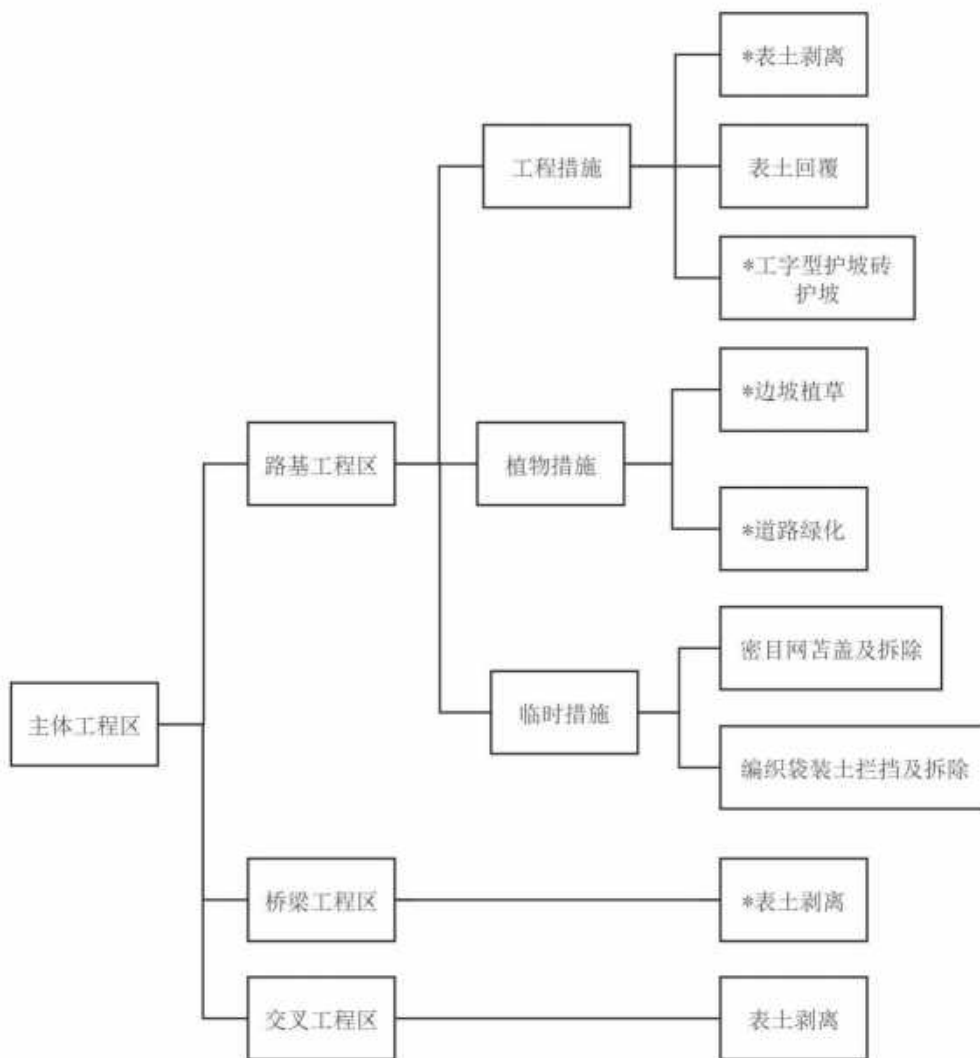 *表土剥离
工程措施
表土回覆
*工字型护坡砖
护坡
*边坡植草
路基工程区
植物措施
*道路绿化
密目网苫盖及拆除
主体工程区
临时措施
编织袋装土拦挡及拆除
桥梁工程区
*表土剥离
交叉工程区
表土剥离